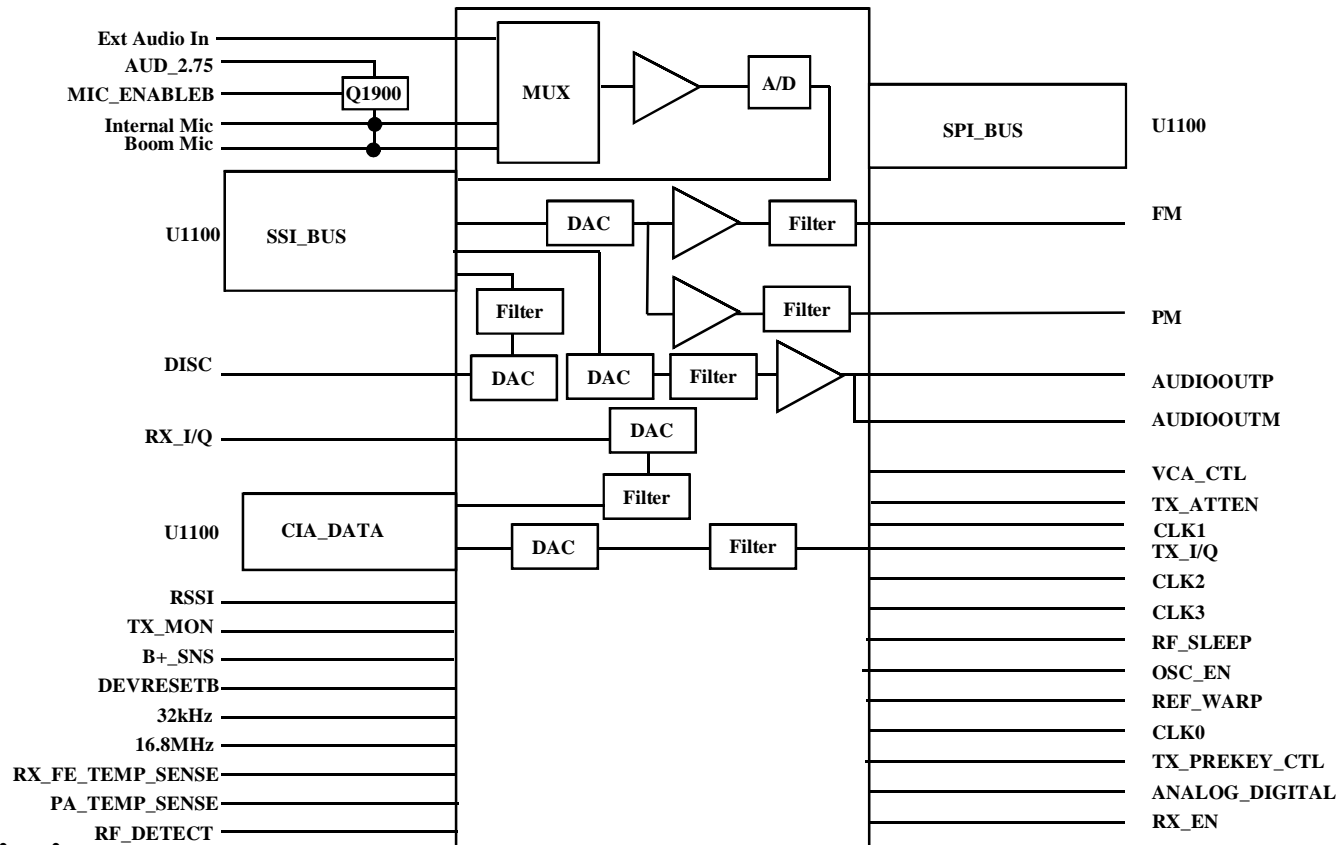 Ext Audio In
AUD_2.75
MIC_ENABLEB
Q1900
Internal Mic
Boom Mic
MUX
A/D
SPI_BUS
U1100
U1100
SSI_BUS
DAC
Filter
FM
Filter
Filter
PM
DISC
DAC
DAC
Filter
AUDIOOUTP
AUDIOOUTM
RX_I/Q
DAC
Filter
VCA_CTL
TX_ATTEN
CLK1
U1100
CIA_DATA
DAC
Filter
TX_I/Q
CLK2
CLK3
RF_SLEEP
OSC_EN
REF_WARP
CLK0
TX_PREKEY_CTL
ANALOG_DIGITAL
RX_EN
RSSI
TX_MON
B+_SNS
DEVRESETB
32kHz
16.8MHz
RX_FE_TEMP_SENSE
PA_TEMP_SENSE
RF_DETECT